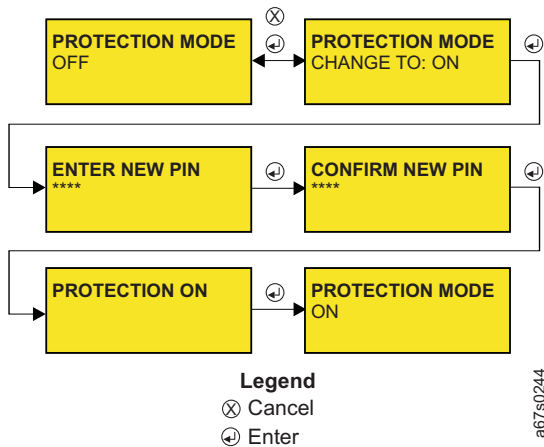 PROTECTION MODE
OFF
PROTECTION MODE
CHANGE TO: ON
ENTER NEW PIN
****
CONFIRM NEW PIN
****
PROTECTION ON
PROTECTION MODE
ON
Legend
Cancel
Enter
a67s0244